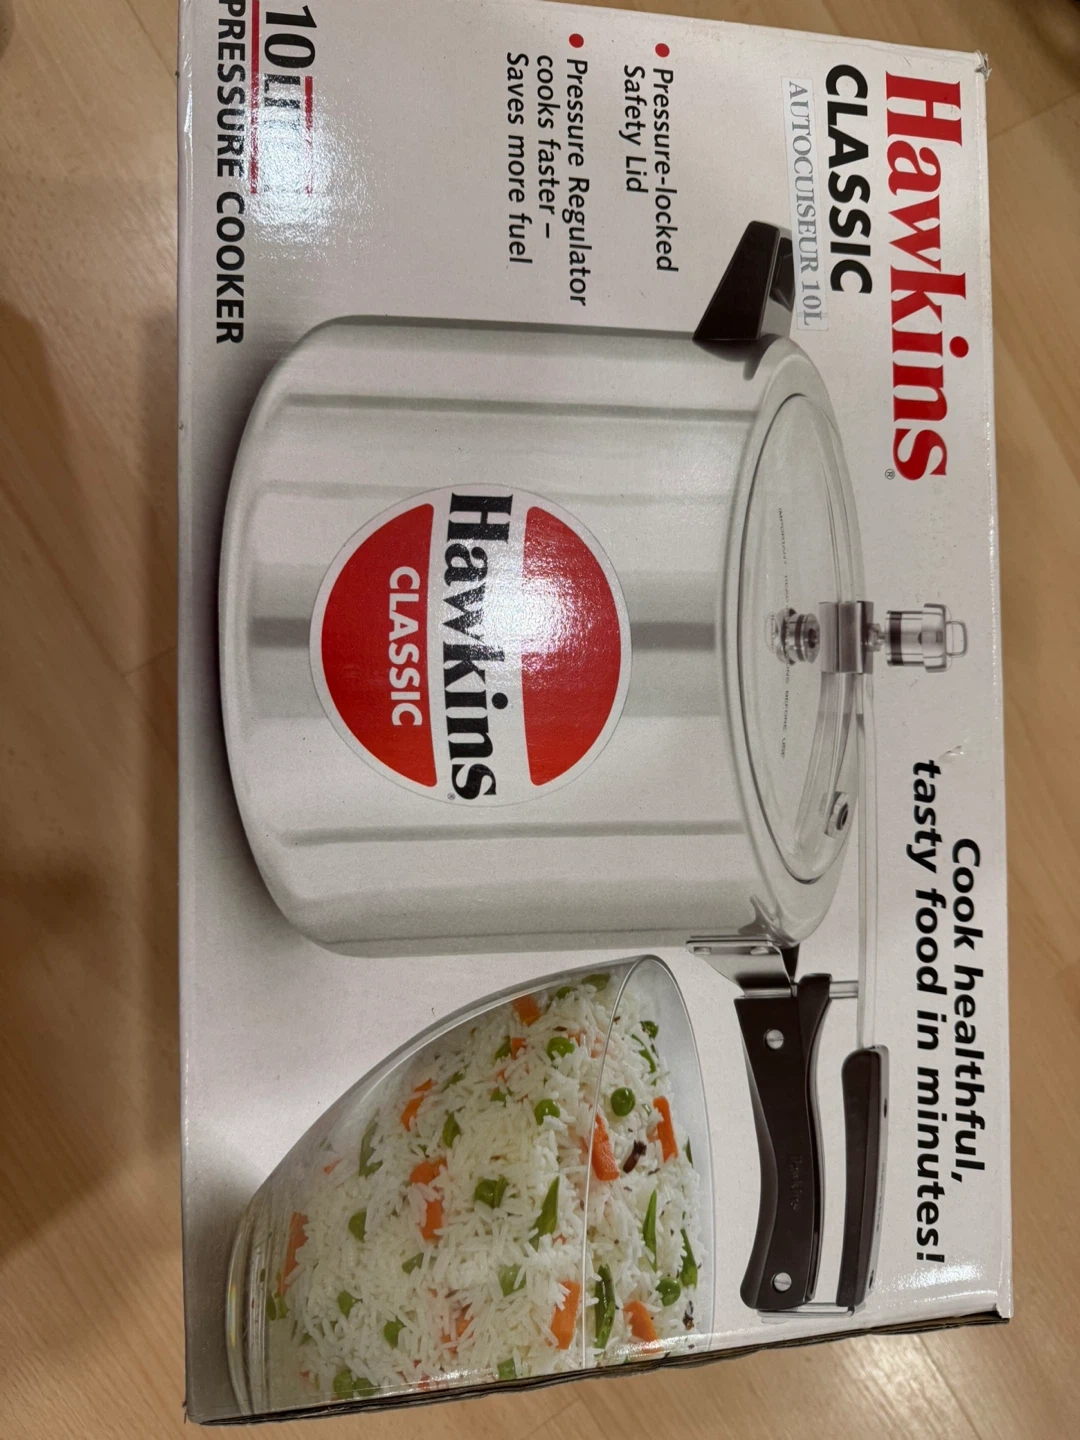 Hawkins®
CLASSIC
AUTOCUISEUR 10L
Cook healthful,
tasty food in minutes!
• Pressure-locked
Safety Lid
• Pressure Regulator
cooks faster –
Saves more fuel
Hawkins®
CLASSIC
Hawkins
PRESSURE COOKER